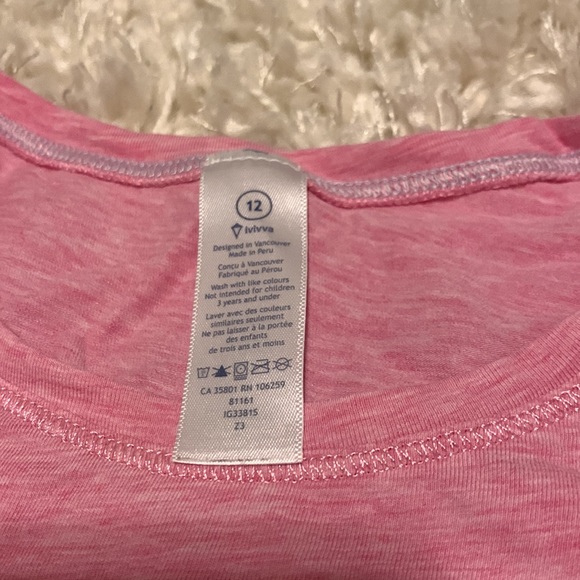 12
ivivva
Designed in Vancouver
Made in Peru
Conçu à Vancouver
Fabriqué au Pérou
Wash with like colours
Not intended for children
3 years and under
Laver avec des couleurs
similaires seulement
Ne pas laisser à la portée
des enfants
de trois ans et moins
CA 35801 RN 106259
81161
IG3381S
Z3